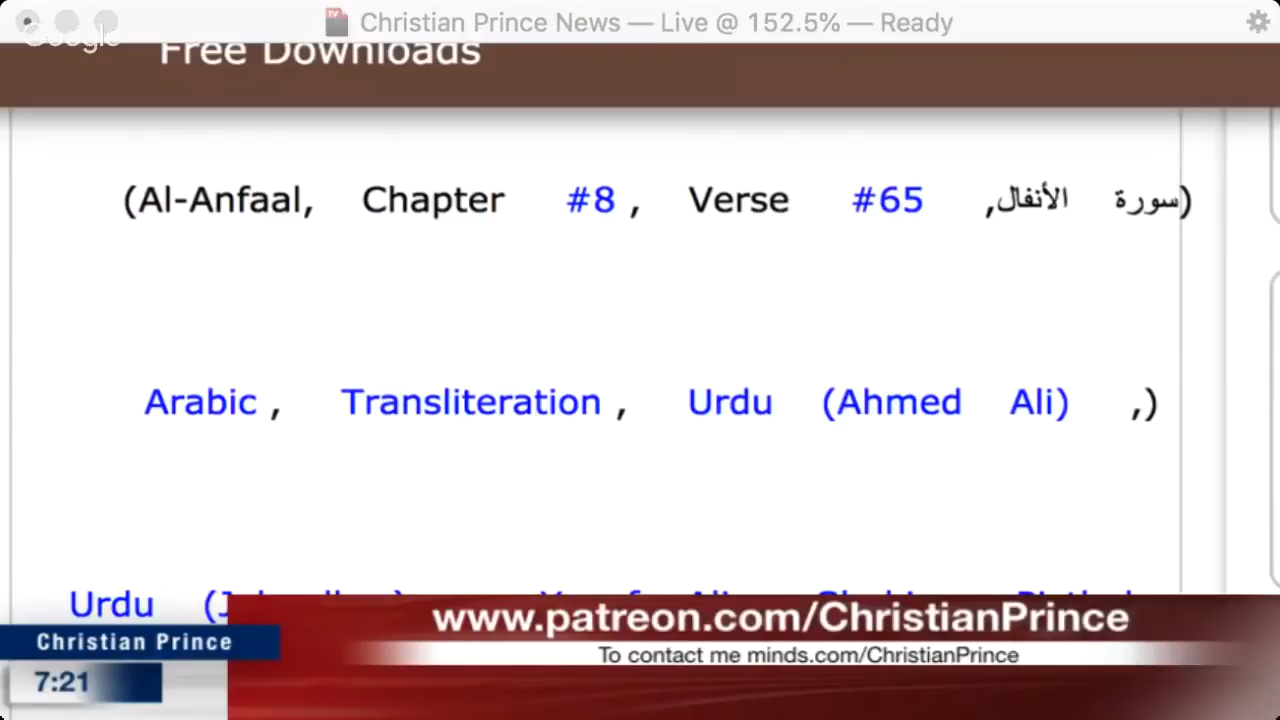 Christian Prince News — Live @ 152.5% — Ready
Google
Free Downloads
(Al-Anfaal, Chapter #8 , Verse #65 ,سورة الأنفال)
Arabic , Transliteration , Urdu (Ahmed Ali) ,)
Urdu
www.patreon.com/ChristianPrince
Christian Prince
To contact me minds.com/ChristianPrince
7:21